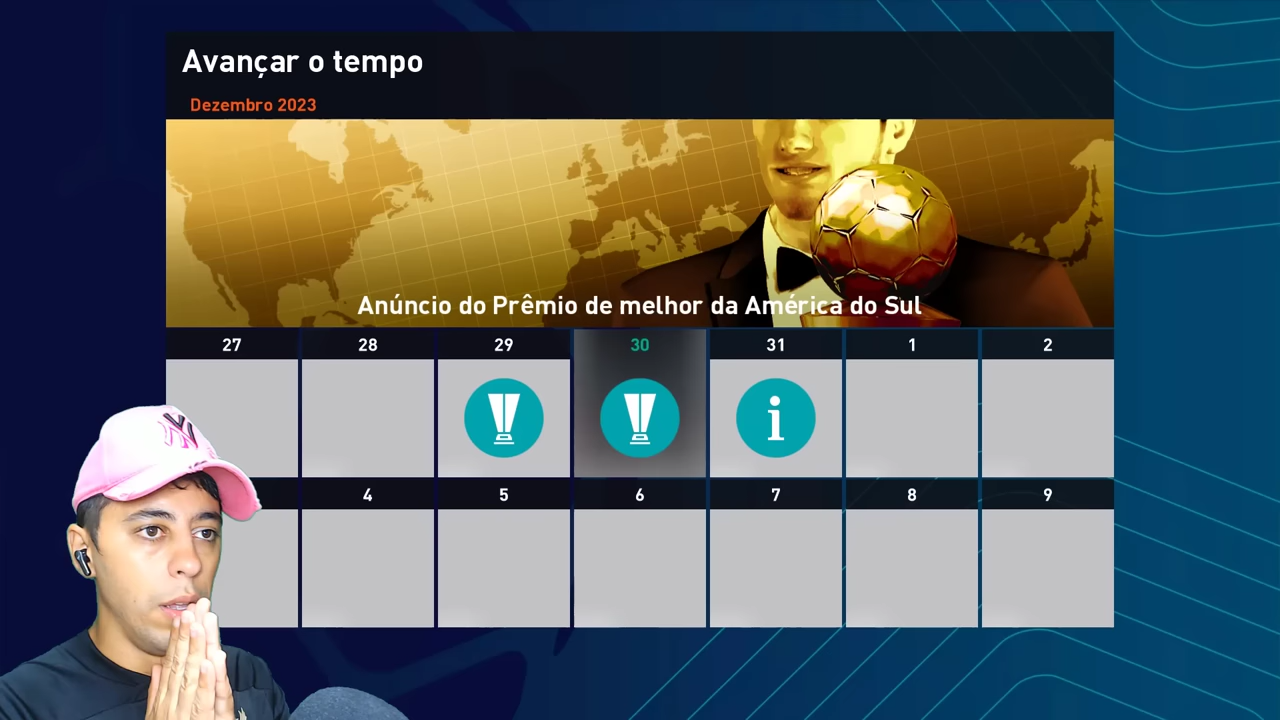 Avançar o tempo
Dezembro 2023
Anúncio do Prêmio de melhor da América do Sul
27 28 29 30 31 1 2
i
4 5 6 7 8 9
NY